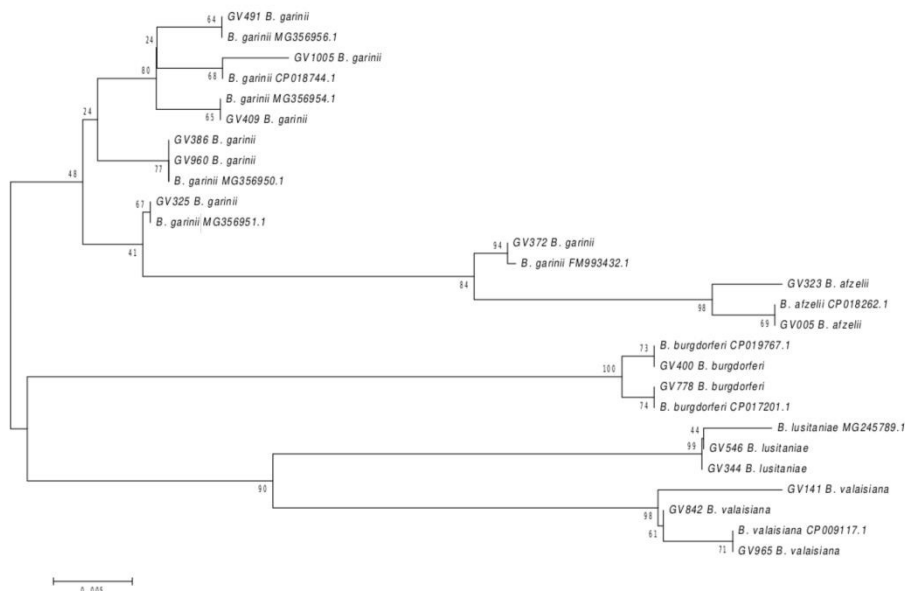 64
GV491 B. garinii
B. garinii MG356956.1
24
GV1005 B. garinii
80
68
B. garinii CP018744.1
B. garinii MG356954.1
24
65
GV409 B. garinii
GV386 B. garinii
GV960 B. garinii
77
B. garinii MG356950.1
48
67
GV325 B. garinii
B. garinii MG356951.1
41
94
GV372 B. garinii
B. garinii FM993432.1
84
GV323 B. afzelii
98
B. afzelii CP018262.1
69
GV005 B. afzelii
73
B. burgdorferi CP019767.1
100
GV400 B. burgdorferi
GV778 B. burgdorferi
74
B. burgdorferi CP017201.1
44
B. lusitaniae MG245789.1
99
GV546 B. lusitaniae
GV344 B. lusitaniae
90
GV141 B. valaisiana
98
GV842 B. valaisiana
61
B. valaisiana CP009117.1
71
GV965 B. valaisiana